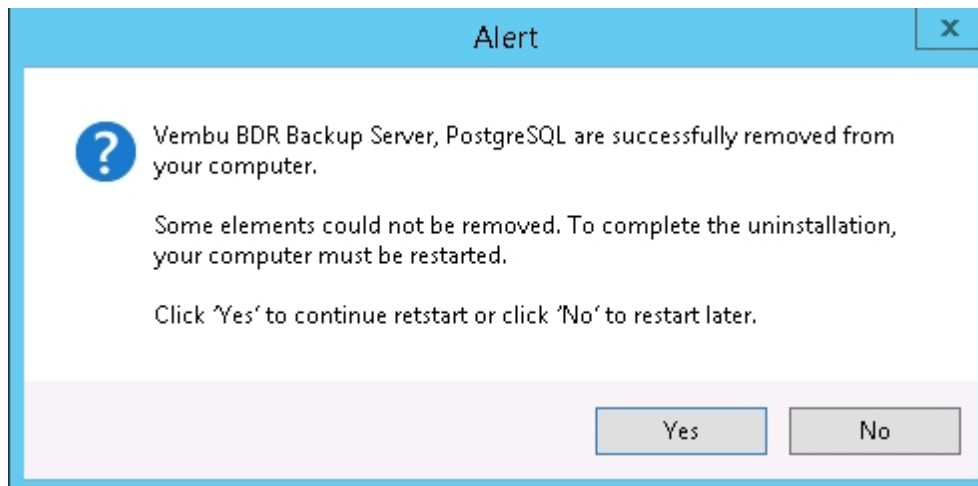 Alert
x
?
Vembu BDR Backup Server, PostgreSQL are successfully removed from
your computer.
Some elements could not be removed. To complete the uninstallation,
your computer must be restarted.
Click 'Yes' to continue retstart or click 'No' to restart later.
Yes
No